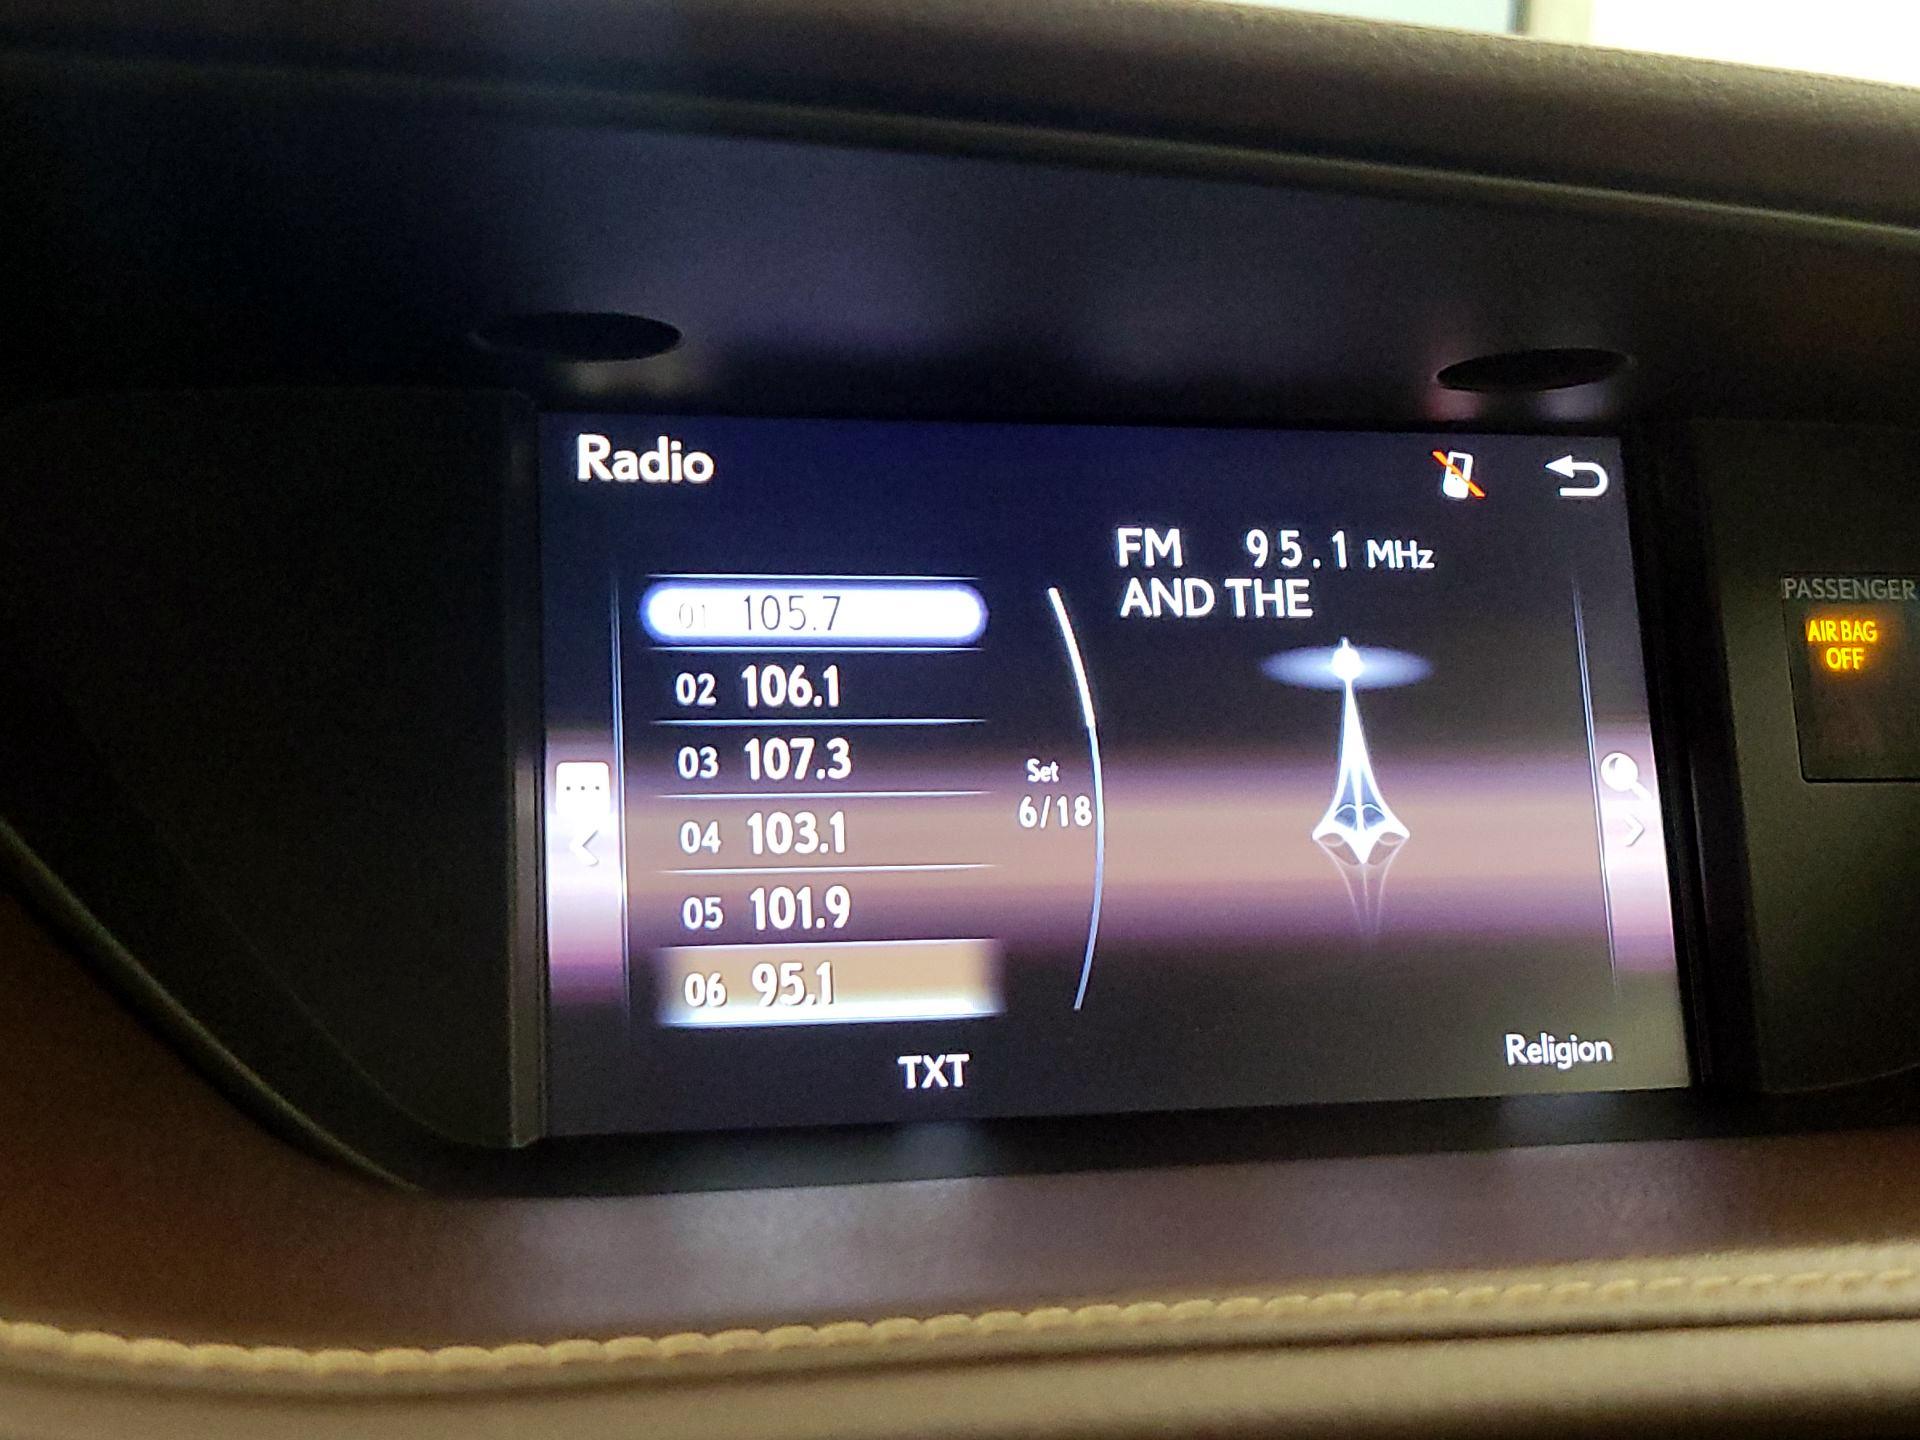 Radio
FM 95.1 MHz
AND THE
01 105.7
02 106.1
03 107.3
04 103.1
05 101.9
06 95.1
Set
6/18
TXT
Religion
PASSENGER
AIR BAG
OFF